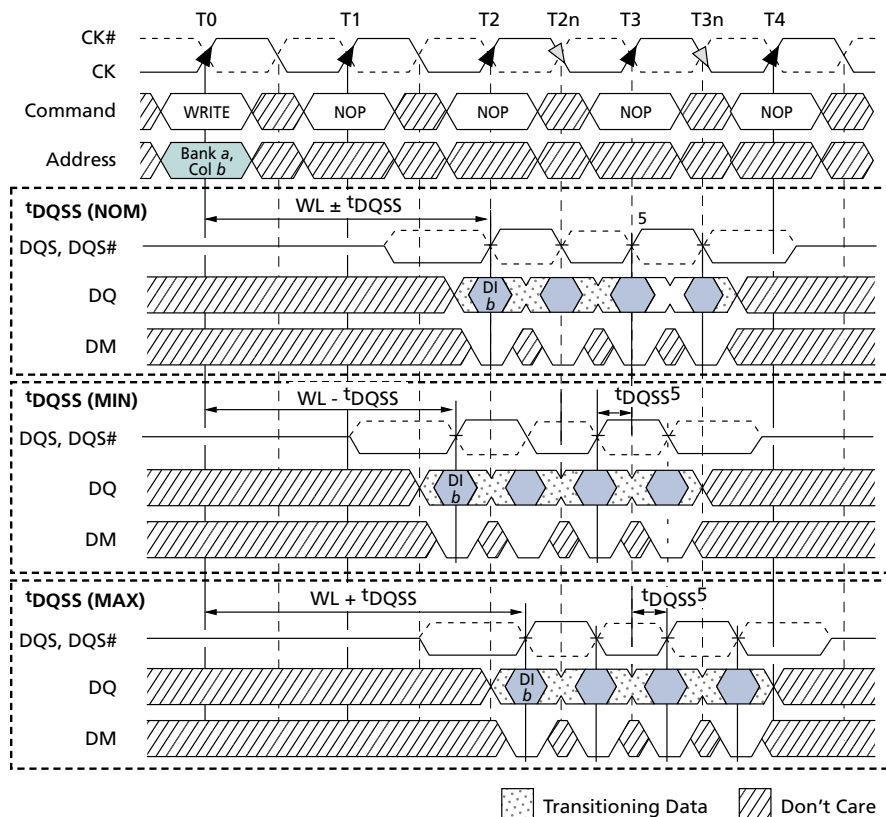 T0 T1 T2 T2n T3 T3n T4
CK#
CK
Command WRITE NOP NOP NOP NOP
Address Bank a,
Col b
tDQSS (NOM) WL ± tDQSS
5
DQS, DQS#
DQ DI
b
DM
tDQSS (MIN) WL - tDQSS tDQSS5
DQS, DQS#
DQ DI
b
DM
tDQSS (MAX) WL + tDQSS tDQSS5
DQS, DQS#
DQ DI
b
DM
Transitioning Data Don't Care